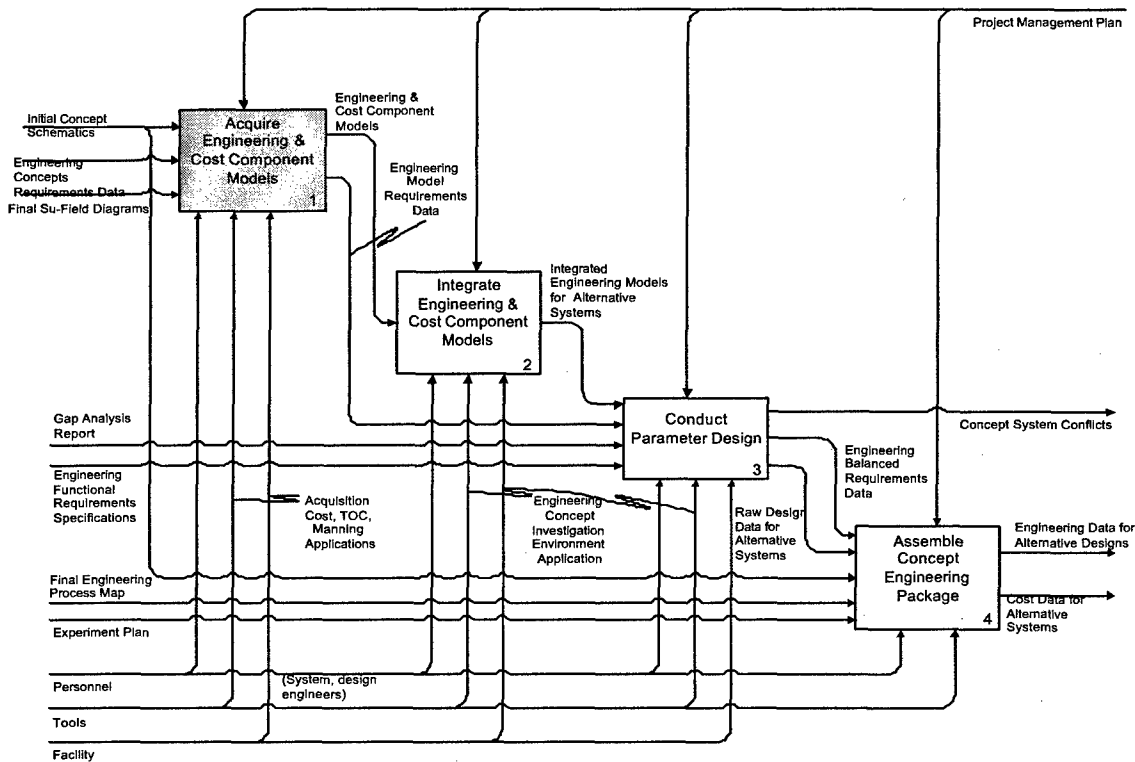 Project Management Plan
Initial Concept
Schematics
Engineering
Concepts
Requirements Data
Final Su-Field Diagrams
Acquire
Engineering &
Cost Component
Models
1
Engineering &
Cost Component
Models
Engineering
Model
Requirements
Data
Integrate
Engineering &
Cost Component
Models
2
Integrated
Engineering Models
for Alternative
Systems
Gap Analysis
Report
Engineering
Functional
Requirements
Specifications
Acquisition
Cost, TOC,
Manning
Applications
Engineering
Concept
Investigation
Environment
Application
Conduct
Parameter Design
3
Concept System Conflicts
Engineering
Balanced
Requirements
Data
Raw Design
Data for
Alternative
Systems
Assemble
Concept
Engineering
Package
4
Engineering Data for
Alternative Designs
Cost Data for
Alternative
Systems
Final Engineering
Process Map
Experiment Plan
Personnel
(System, design
engineers)
Tools
Facility